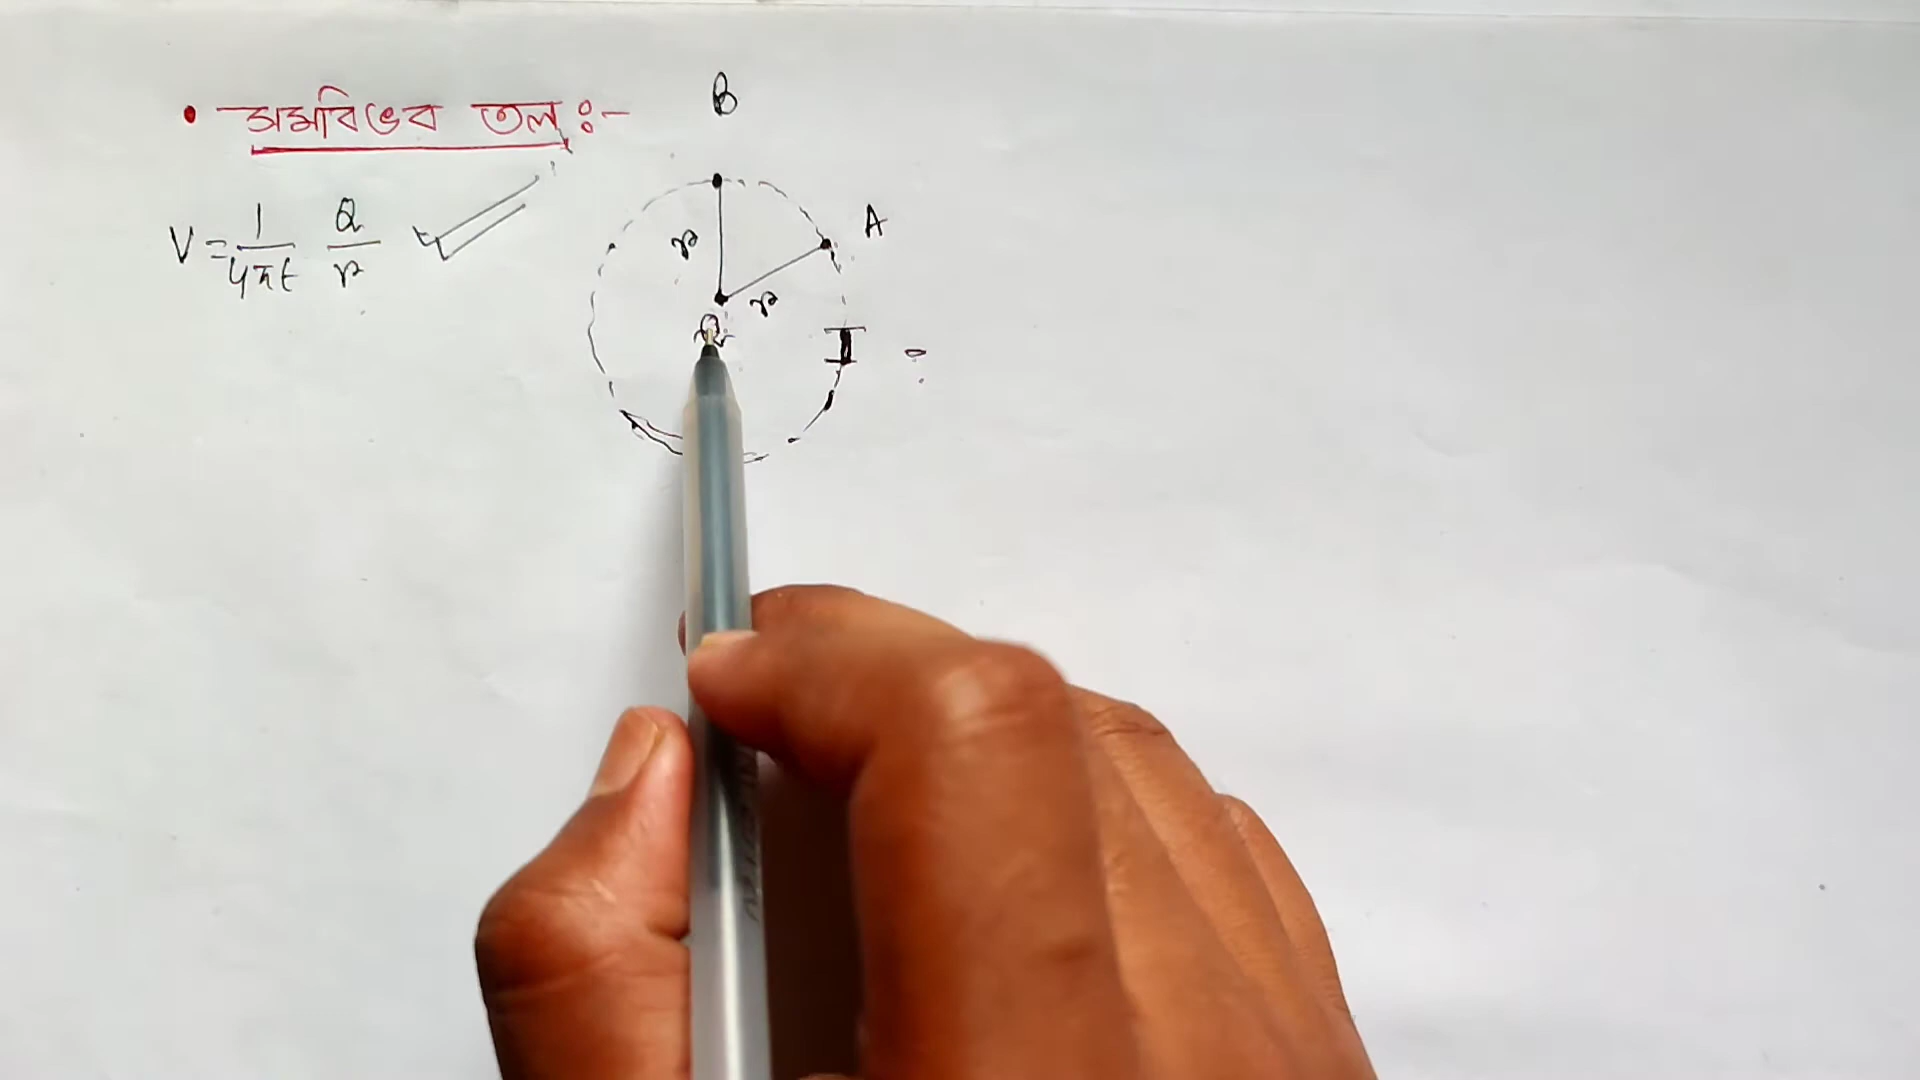 • সমবিভব তল :-
V = 1/4πϵ Q/r
B
A
r
r
Q